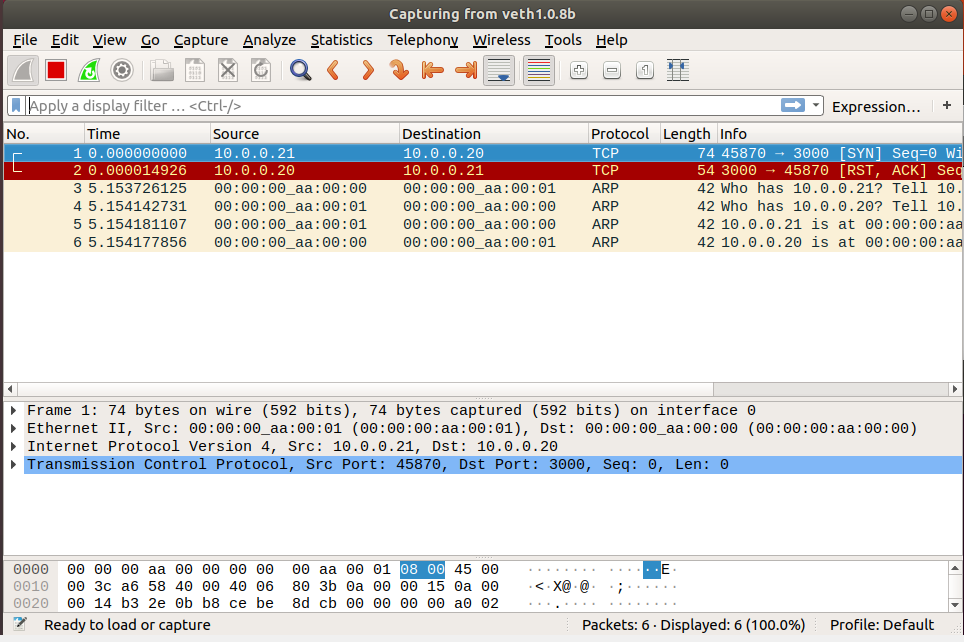 Capturing from veth1.0.8b
File Edit View Go Capture Analyze Statistics Telephony Wireless Tools Help
Apply a display filter … <Ctrl-/> Expression… +
No. Time Source Destination Protocol Length Info
1 0.000000000 10.0.0.21 10.0.0.20 TCP 74 45870 → 3000 [SYN] Seq=0 Wi
2 0.000014926 10.0.0.20 10.0.0.21 TCP 54 3000 → 45870 [RST, ACK] Seq
3 5.153726125 00:00:00_aa:00:00 00:00:00_aa:00:01 ARP 42 Who has 10.0.0.21? Tell 10.
4 5.154142731 00:00:00_aa:00:01 00:00:00_aa:00:00 ARP 42 Who has 10.0.0.20? Tell 10.
5 5.154181107 00:00:00_aa:00:01 00:00:00_aa:00:00 ARP 42 10.0.0.21 is at 00:00:00:aa
6 5.154177856 00:00:00_aa:00:00 00:00:00_aa:00:01 ARP 42 10.0.0.20 is at 00:00:00:aa
Frame 1: 74 bytes on wire (592 bits), 74 bytes captured (592 bits) on interface 0
Ethernet II, Src: 00:00:00_aa:00:01 (00:00:00:aa:00:01), Dst: 00:00:00_aa:00:00 (00:00:00:aa:00:00)
Internet Protocol Version 4, Src: 10.0.0.21, Dst: 10.0.0.20
Transmission Control Protocol, Src Port: 45870, Dst Port: 3000, Seq: 0, Len: 0
0000 00 00 00 aa 00 00 00 00 00 aa 00 01 08 00 45 00 ········ ······E·
0010 00 3c a6 58 40 00 40 06 80 3b 0a 00 00 15 0a 00 ·<·X@·@· ·;······
0020 00 14 b3 2e 0b b8 ce be 8d cb 00 00 00 00 a0 02 ···.···· ········
Ready to load or capture Packets: 6 · Displayed: 6 (100.0%) Profile: Default